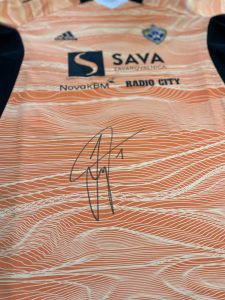 adidas
SAVA
ZAVAROVALNICA
NovaKBM RADIO CITY